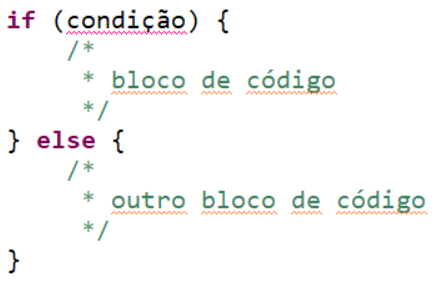 if (condição) {
/*
* bloco de código
*/
} else {
/*
* outro bloco de código
*/
}